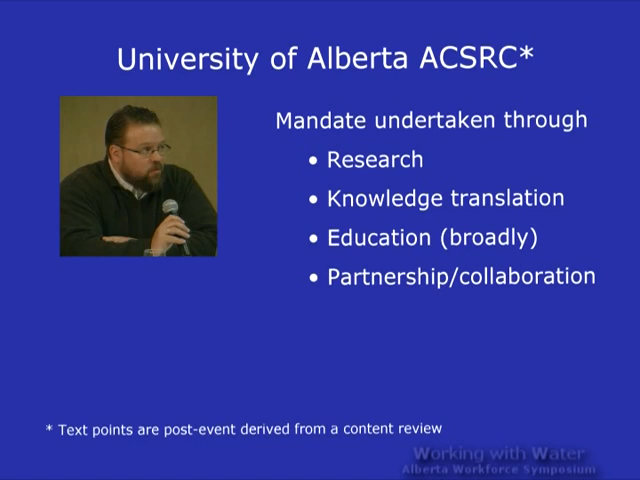 University of Alberta ACSRC*
Mandate undertaken through
• Research
• Knowledge translation
• Education (broadly)
• Partnership/collaboration
* Text points are post-event derived from a content review
Working with Water
Alberta Workforce Symposium